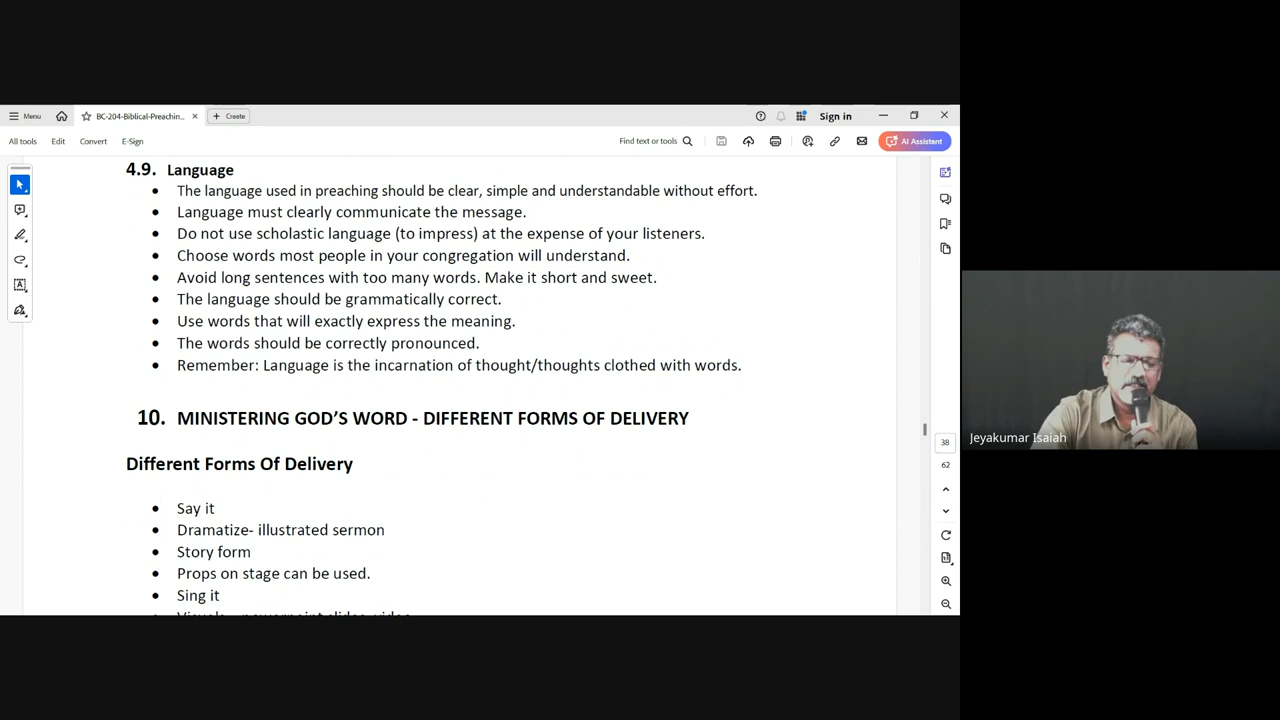 Menu
BC-204-Biblical-Preachin...
Create
Sign in
All tools
Edit
Convert
E-Sign
Find text or tools
AI Assistant
4.9. Language
• The language used in preaching should be clear, simple and understandable without effort.
• Language must clearly communicate the message.
• Do not use scholastic language (to impress) at the expense of your listeners.
• Choose words most people in your congregation will understand.
• Avoid long sentences with too many words. Make it short and sweet.
• The language should be grammatically correct.
• Use words that will exactly express the meaning.
• The words should be correctly pronounced.
• Remember: Language is the incarnation of thought/thoughts clothed with words.
10. MINISTERING GOD'S WORD - DIFFERENT FORMS OF DELIVERY
Different Forms Of Delivery
• Say it
• Dramatize- illustrated sermon
• Story form
• Props on stage can be used.
• Sing it
38
62
Jeyakumar Isaiah